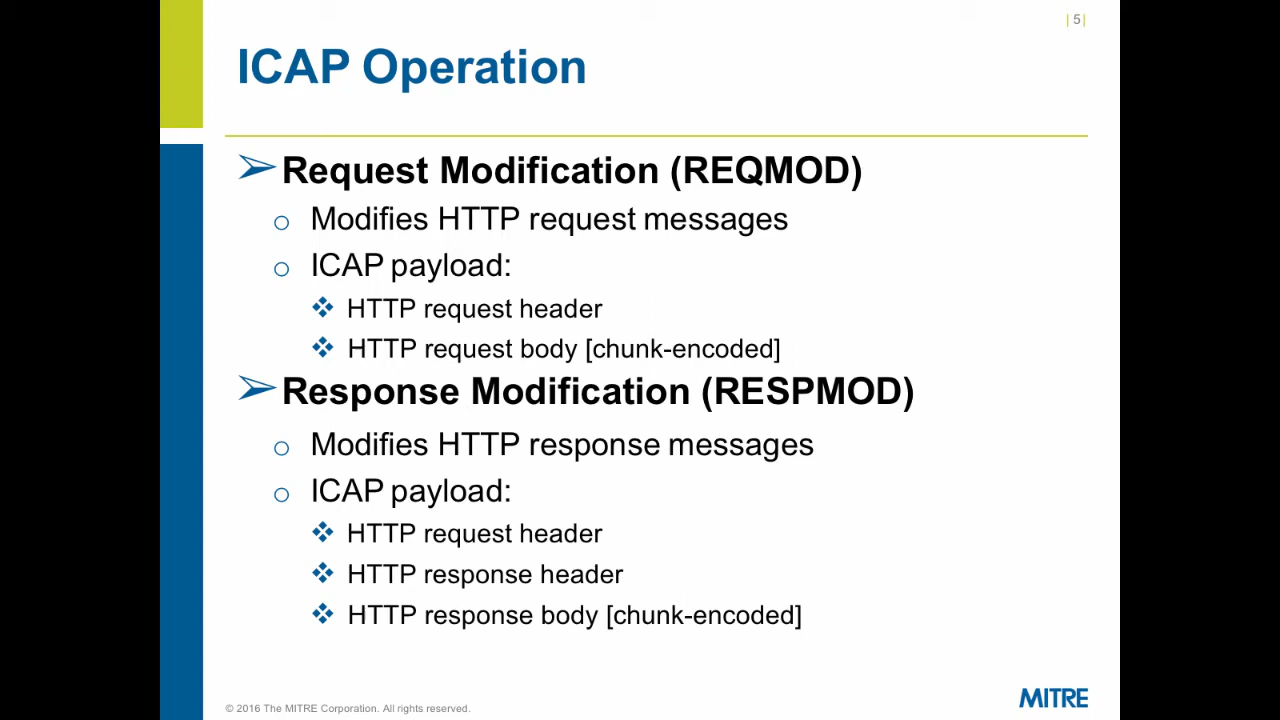 | 5 |
ICAP Operation
➢Request Modification (REQMOD)
o Modifies HTTP request messages
o ICAP payload:
❖ HTTP request header
❖ HTTP request body [chunk-encoded]
➢Response Modification (RESPMOD)
o Modifies HTTP response messages
o ICAP payload:
❖ HTTP request header
❖ HTTP response header
❖ HTTP response body [chunk-encoded]
© 2016 The MITRE Corporation. All rights reserved.
MITRE